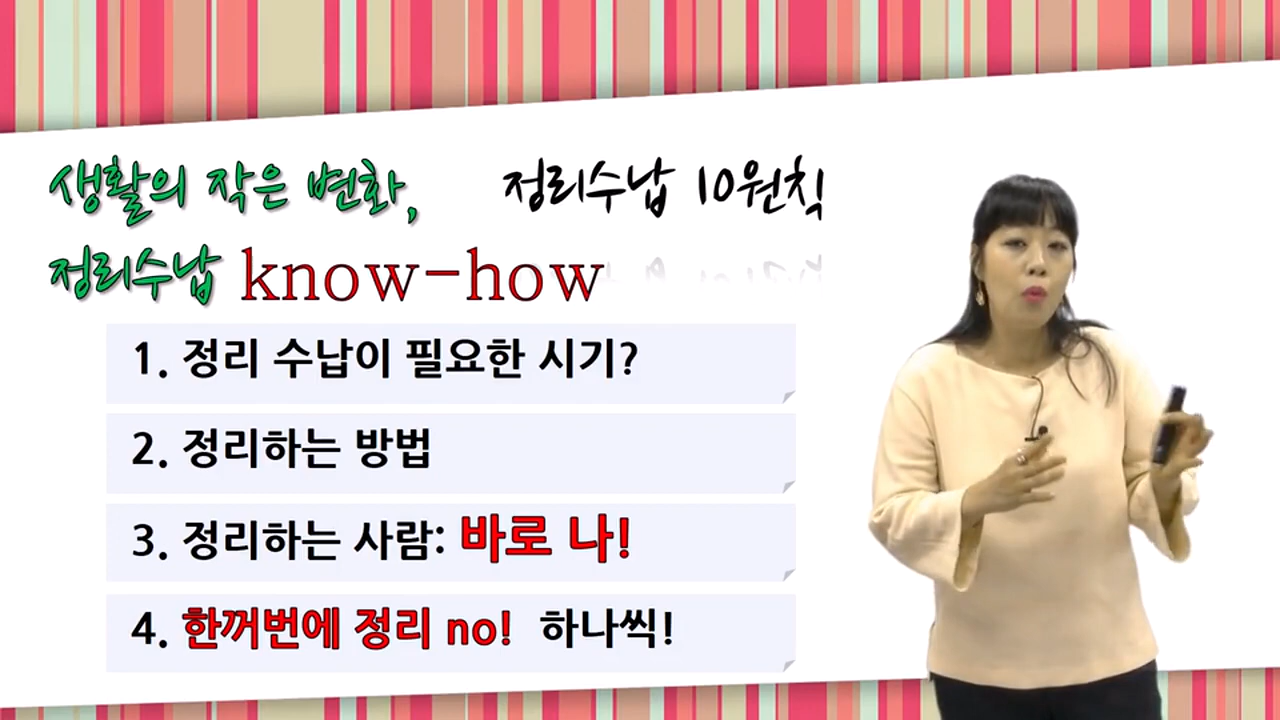 생활의 작은 변화,
정리수납 10원칙
정리수납 know-how
1. 정리 수납이 필요한 시기?
2. 정리하는 방법
3. 정리하는 사람: 바로 나!
4. 한꺼번에 정리 no! 하나씩!